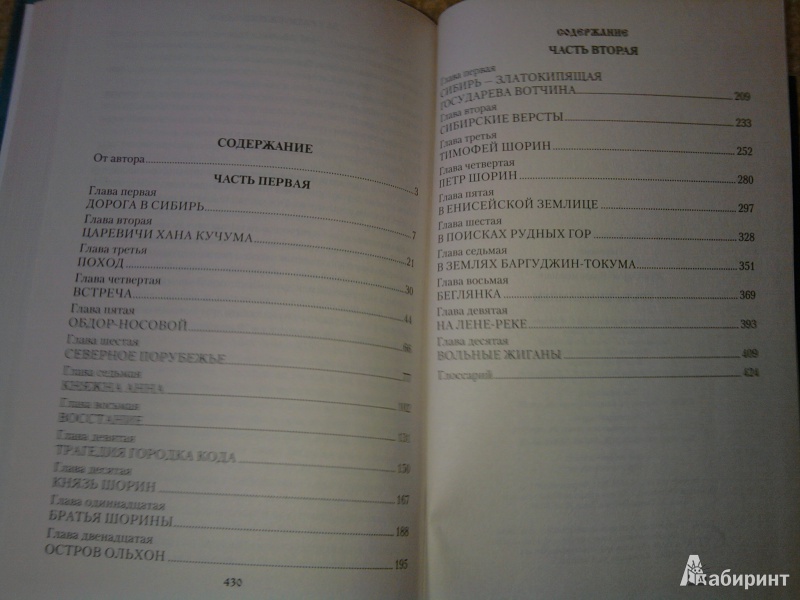 СОДЕРЖАНИЕ
От автора 3
ЧАСТЬ ПЕРВАЯ
Глава первая
ДОРОГА В СИБИРЬ 7
Глава вторая
ЦАРЕВИЧИ ХАНА КУЧУМА 21
Глава третья
ПОХОД 30
Глава четвертая
ВСТРЕЧА 44
Глава пятая
ОБДОР-НОСОВОЙ 66
Глава шестая
СЕВЕРНОЕ ПОРУБЕЖЬЕ 77
Глава седьмая
КНЯЖНА АННА 102
Глава восьмая
ВОССТАНИЕ 131
Глава девятая
ТРАГЕДИЯ ГОРОДКА КОДА 150
Глава десятая
КНЯЗЬ ШОРИН 167
Глава одиннадцатая
БРАТЬЯ ШОРИНЫ 188
Глава двенадцатая
ОСТРОВ ОЛЬХОН 195
430
СОДЕРЖАНИЕ
ЧАСТЬ ВТОРАЯ
Глава первая
СИБИРЬ – ЗЛАТОКИПЯЩАЯ
ГОСУДАРЕВА ВОТЧИНА 209
Глава вторая
СИБИРСКИЕ ВЕРСТЫ 233
Глава третья
ТИМОФЕЙ ШОРИН 252
Глава четвертая
ПЕТР ШОРИН 280
Глава пятая
В ЕНИСЕЙСКОЙ ЗЕМЛИЦЕ 297
Глава шестая
В ПОИСКАХ РУДНЫХ ГОР 328
Глава седьмая
В ЗЕМЛЯХ БАРГУДЖИН-ТОКУМА 351
Глава восьмая
БЕГЛЯНКА 369
Глава девятая
НА ЛЕНЕ-РЕКЕ 393
Глава десятая
ВОЛЬНЫЕ ЖИГАНЫ 409
Глоссарий 424
Лабиринт